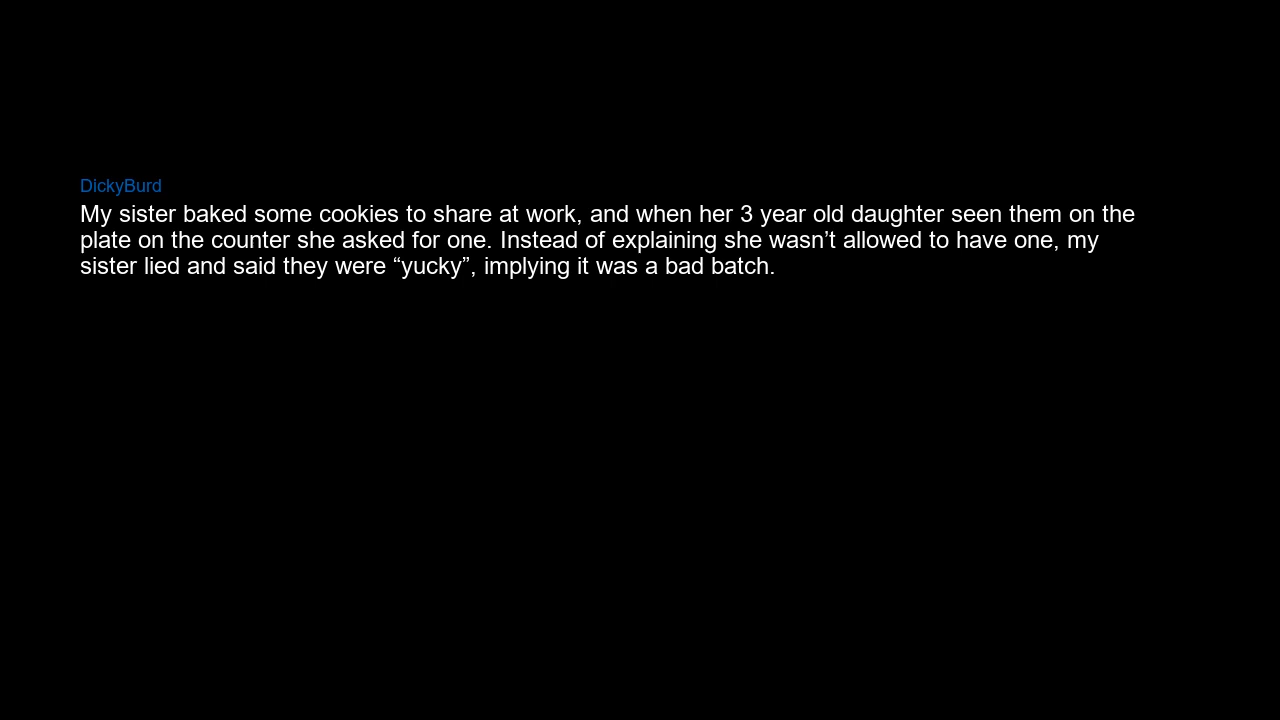 DickyBurd
My sister baked some cookies to share at work, and when her 3 year old daughter seen them on the
plate on the counter she asked for one. Instead of explaining she wasn’t allowed to have one, my
sister lied and said they were “yucky”, implying it was a bad batch.